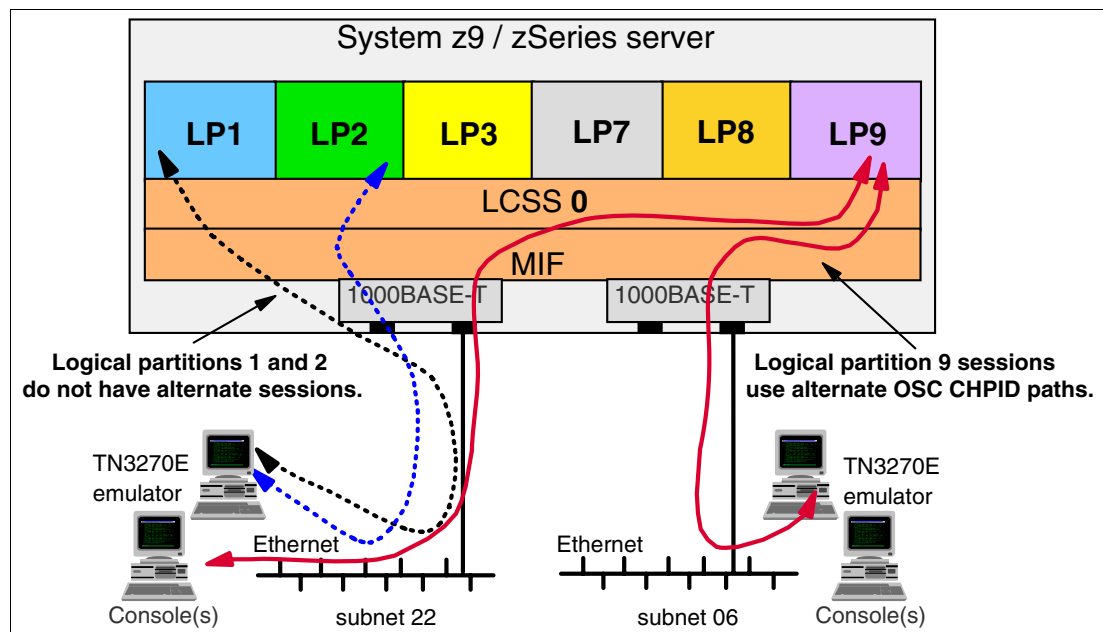 System z9 / zSeries server
LP1 LP2 LP3 LP7 LP8 LP9
LCSS 0
MIF
1000BASE-T 1000BASE-T
Logical partitions 1 and 2
do not have alternate sessions.
Logical partition 9 sessions
use alternate OSC CHPID paths.
TN3270E
emulator
TN3270E
emulator
Ethernet
Ethernet
Console(s)
subnet 22
subnet 06
Console(s)